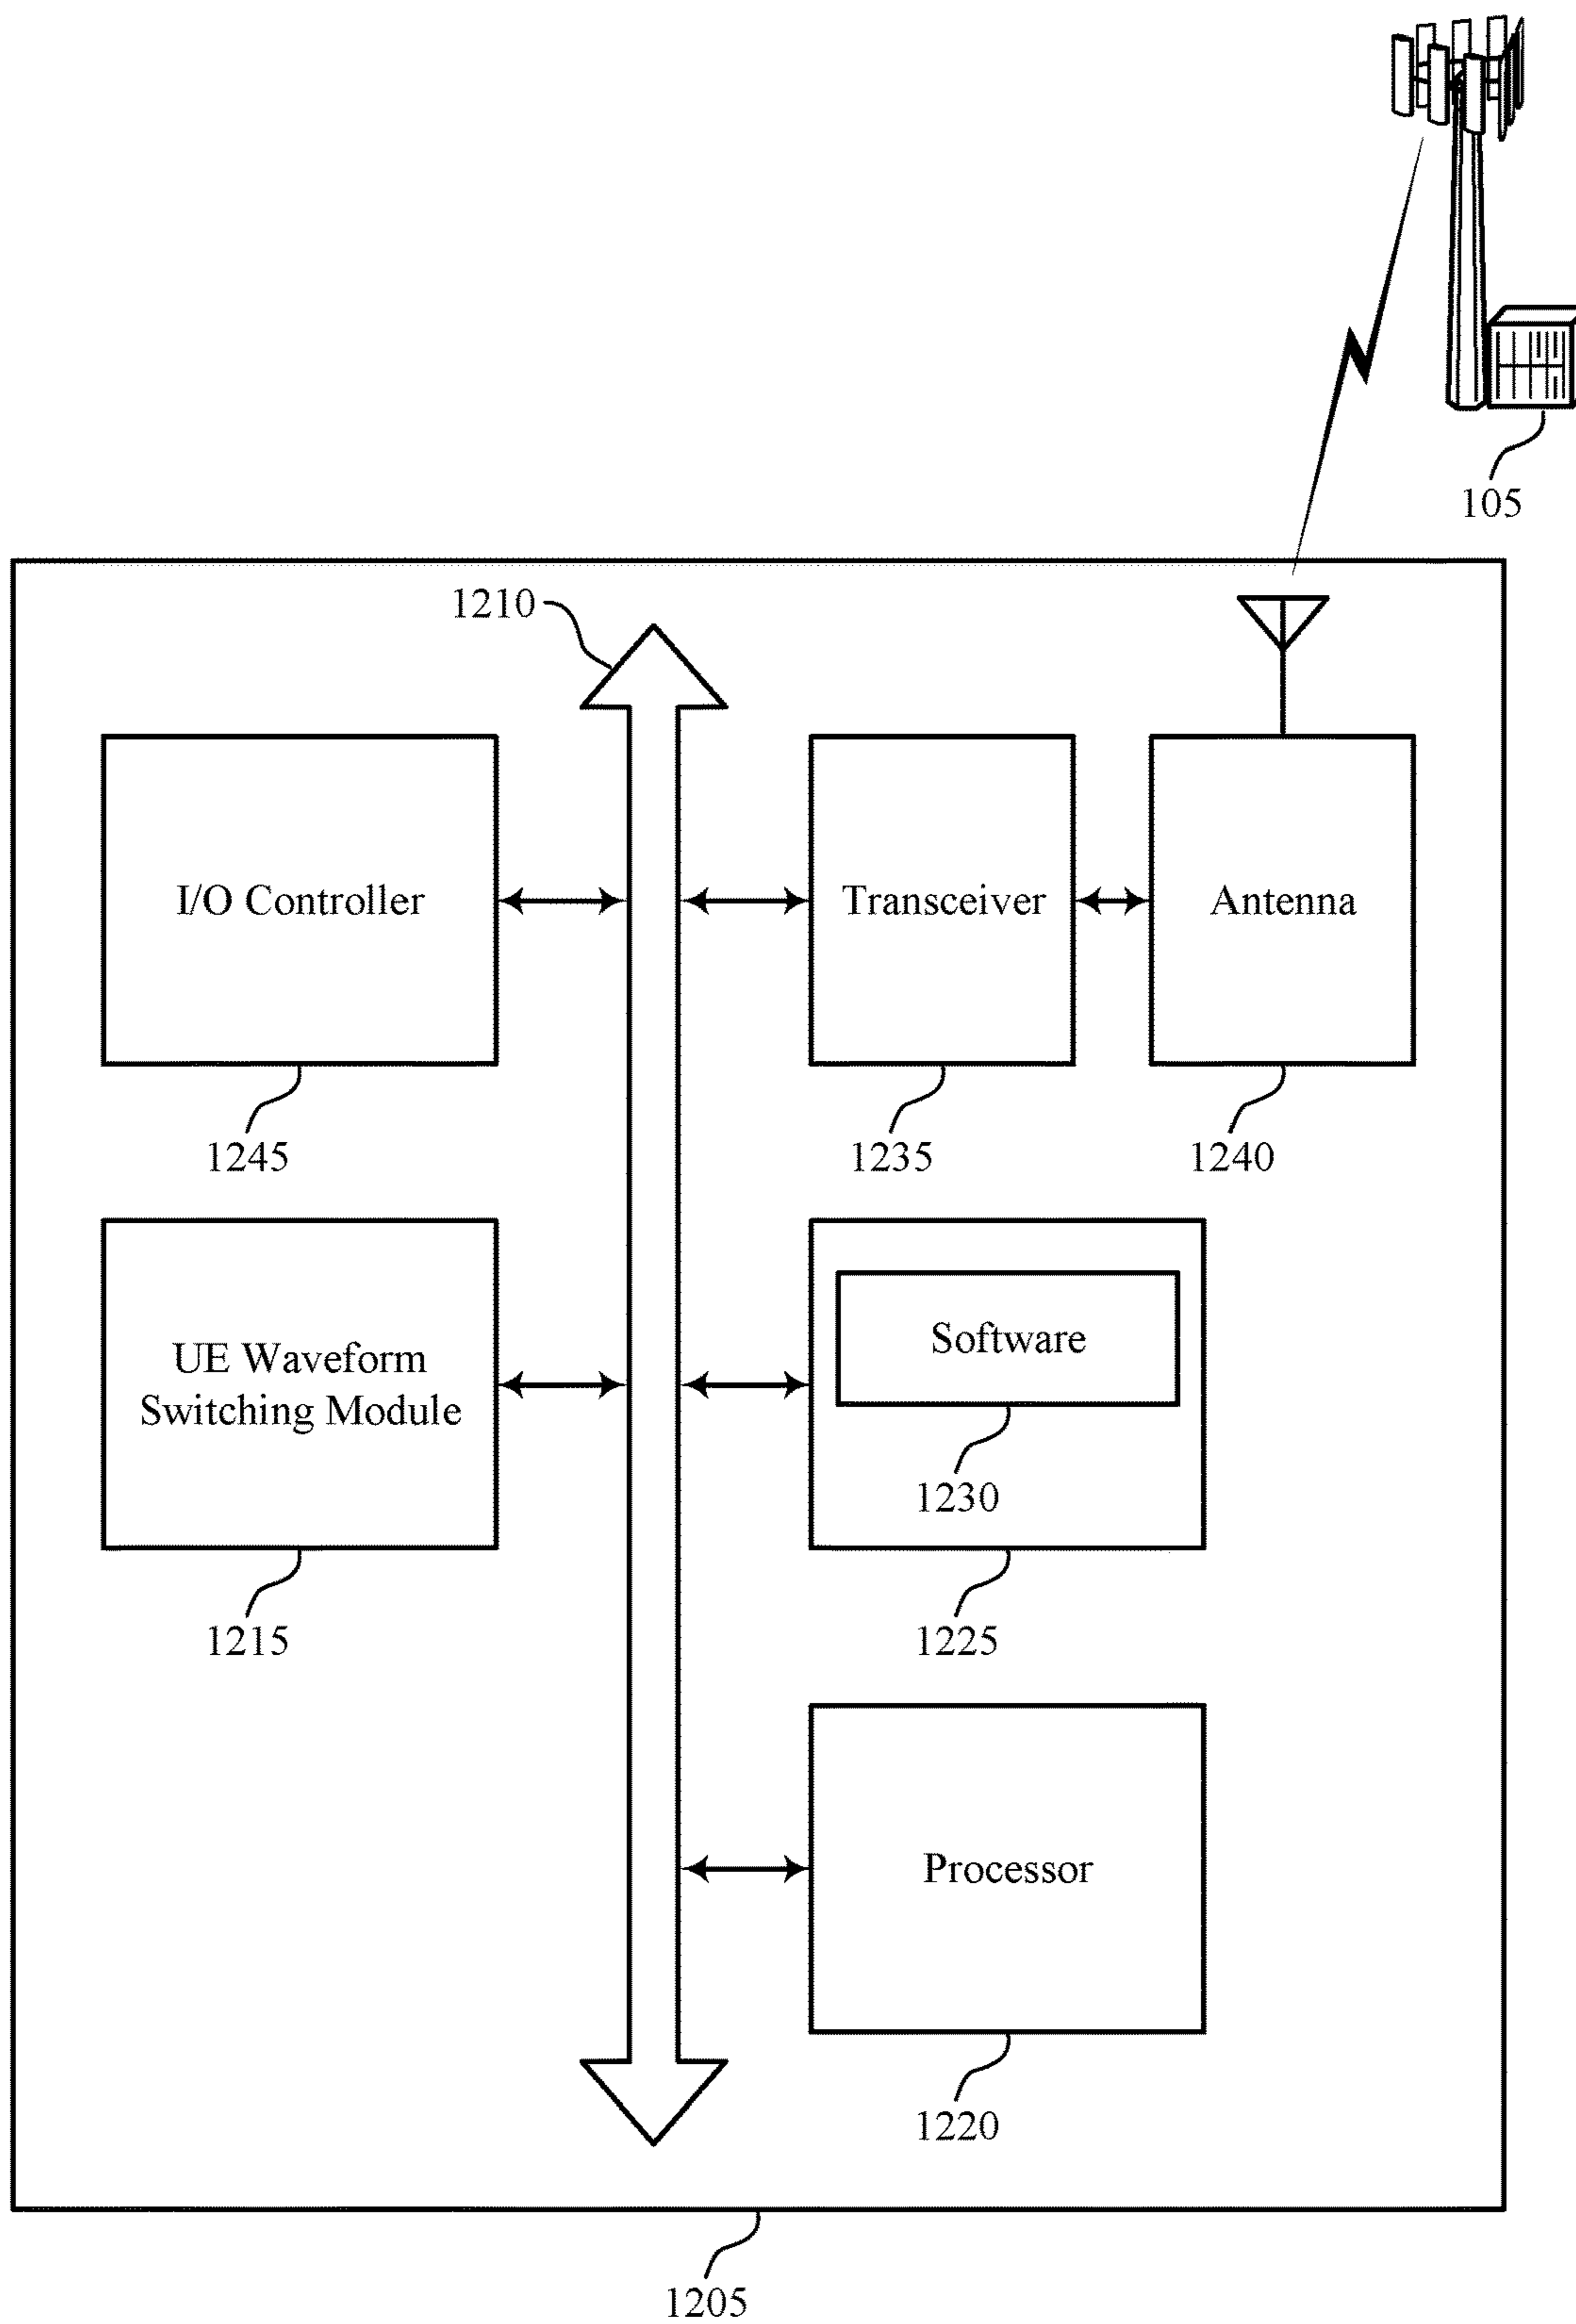 105
1210
I/O Controller
Transceiver
Antenna
1245
1235
1240
UE Waveform
Switching Module
Software
1230
1215
1225
Processor
1220
1205